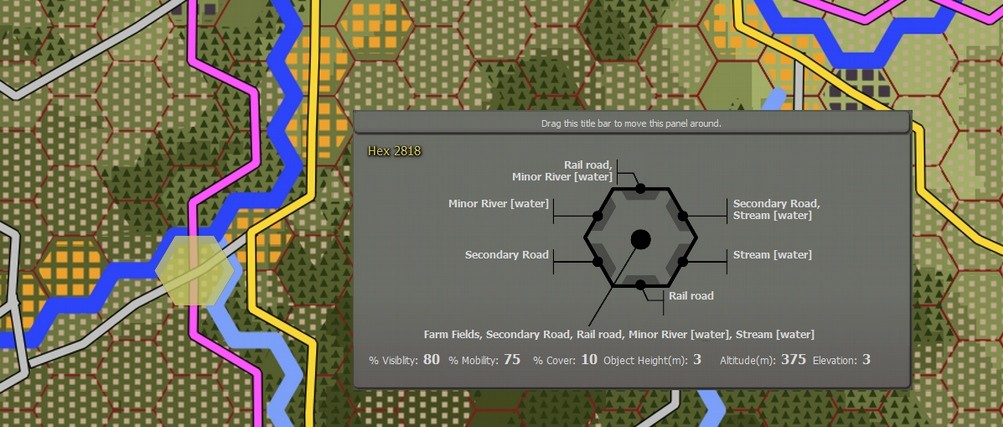 Drag this title bar to move this panel around.
Hex 2818
Rail road,
Minor River [water]
Minor River [water]
Secondary Road,
Stream [water]
Secondary Road
Stream [water]
Rail road
Farm Fields, Secondary Road, Rail road, Minor River [water], Stream [water]
% Visiblity: 80 % Mobility: 75 % Cover: 10 Object Height(m): 3 Altitude(m): 375 Elevation: 3